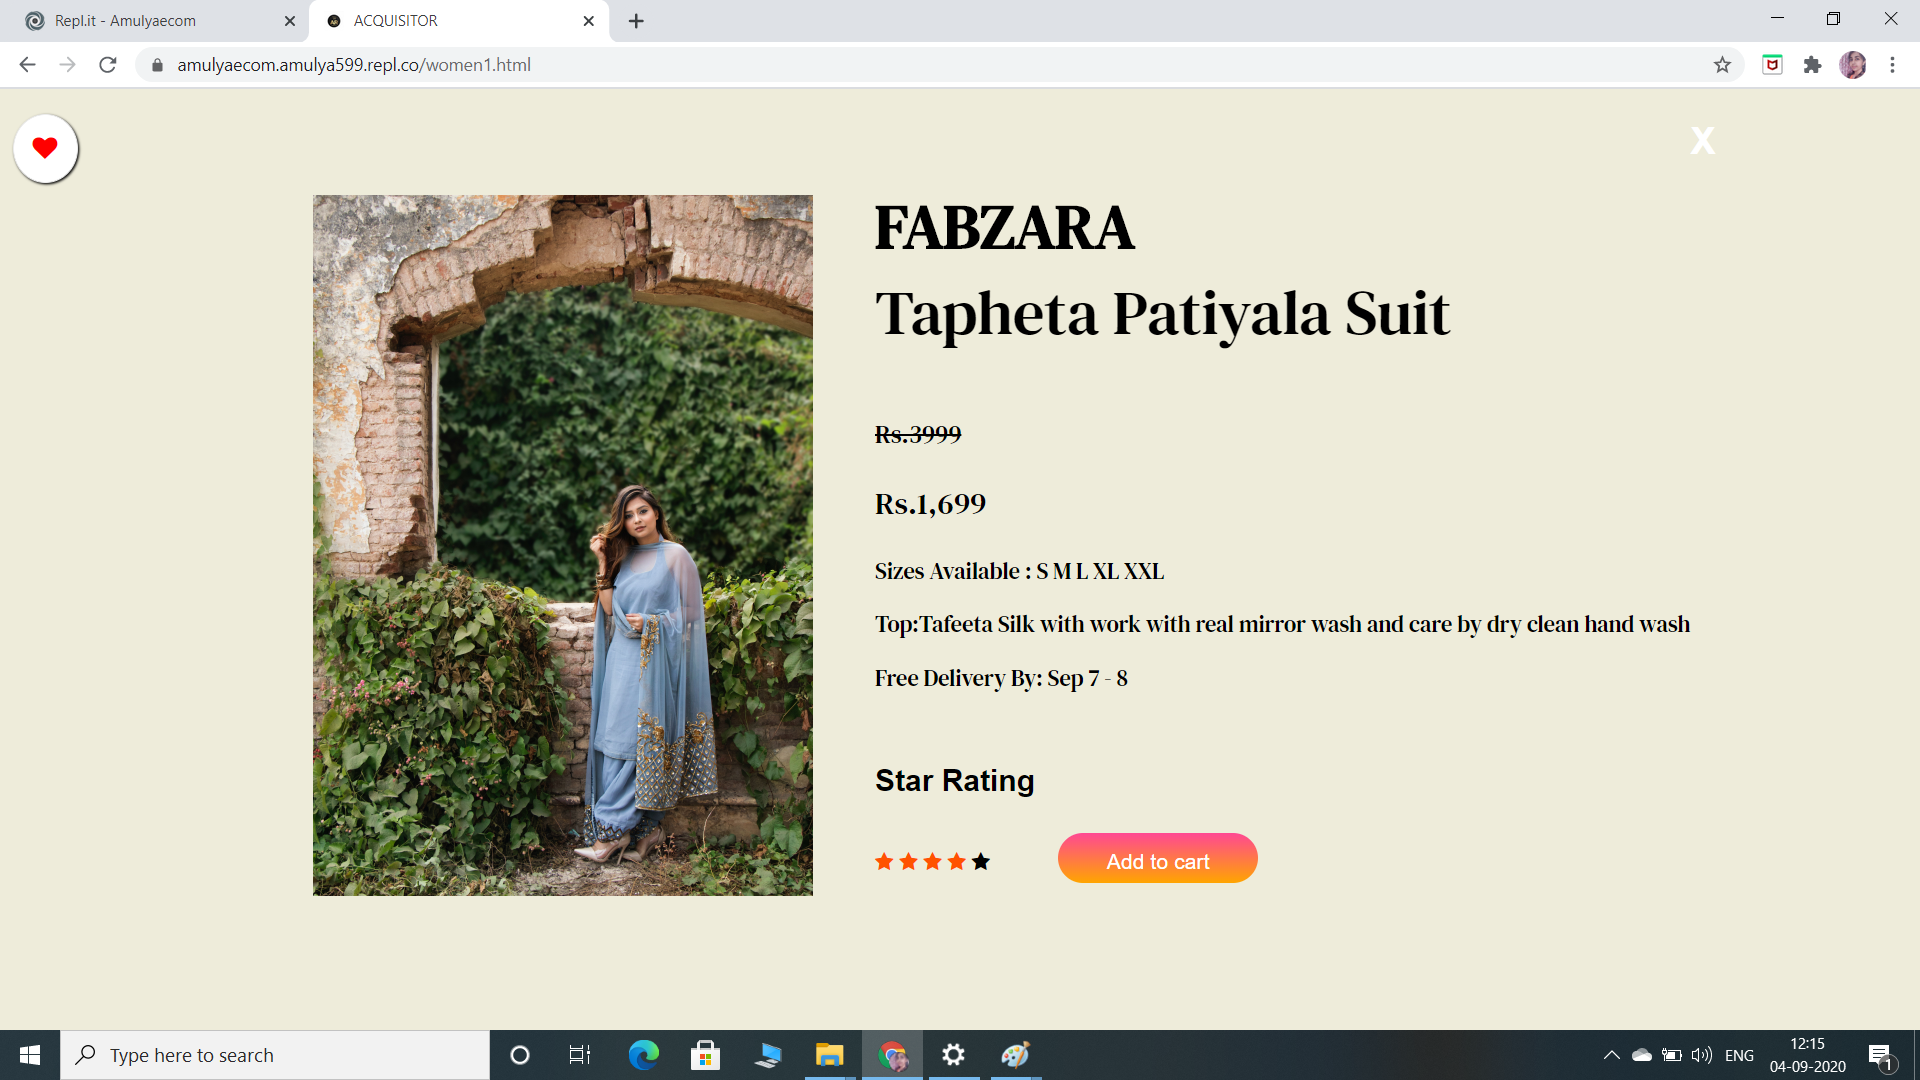 Repl.it - Amulyaecom
ACQUISITOR
amulyaecom.amulya599.repl.co/women1.html
X
FABZARA
Tapheta Patiyala Suit
Rs.3999
Rs.1,699
Sizes Available : S M L XL XXL
Top:Tafeeta Silk with work with real mirror wash and care by dry clean hand wash
Free Delivery By: Sep 7 - 8
Star Rating
Add to cart
Type here to search
ENG
12:15
04-09-2020
1